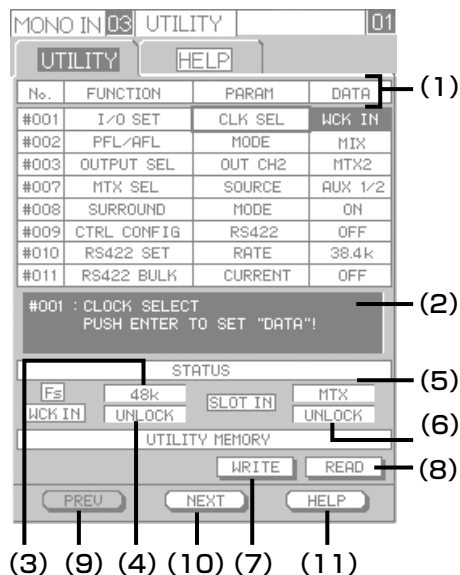 MONO IN 03 UTILITY 01
UTILITY HELP
No. FUNCTION PARAM DATA (1)
#001 I/O SET CLK SEL WCK IN
#002 PFL/AFL MODE MIX
#003 OUTPUT SEL OUT CH2 MTX2
#007 MTX SEL SOURCE AUX 1/2
#008 SURROUND MODE ON
#009 CTRL CONFIG RS422 OFF
#010 RS422 SET RATE 38.4k
#011 RS422 BULK CURRENT OFF
#001 : CLOCK SELECT (2)
PUSH ENTER TO SET "DATA"!
STATUS (5)
Fs 48k SLOT IN MTX
WCK IN UNLOCK UNLOCK (6)
UTILITY MEMORY
WRITE READ (8)
PREV NEXT HELP
(3) (9) (4) (10) (7) (11)